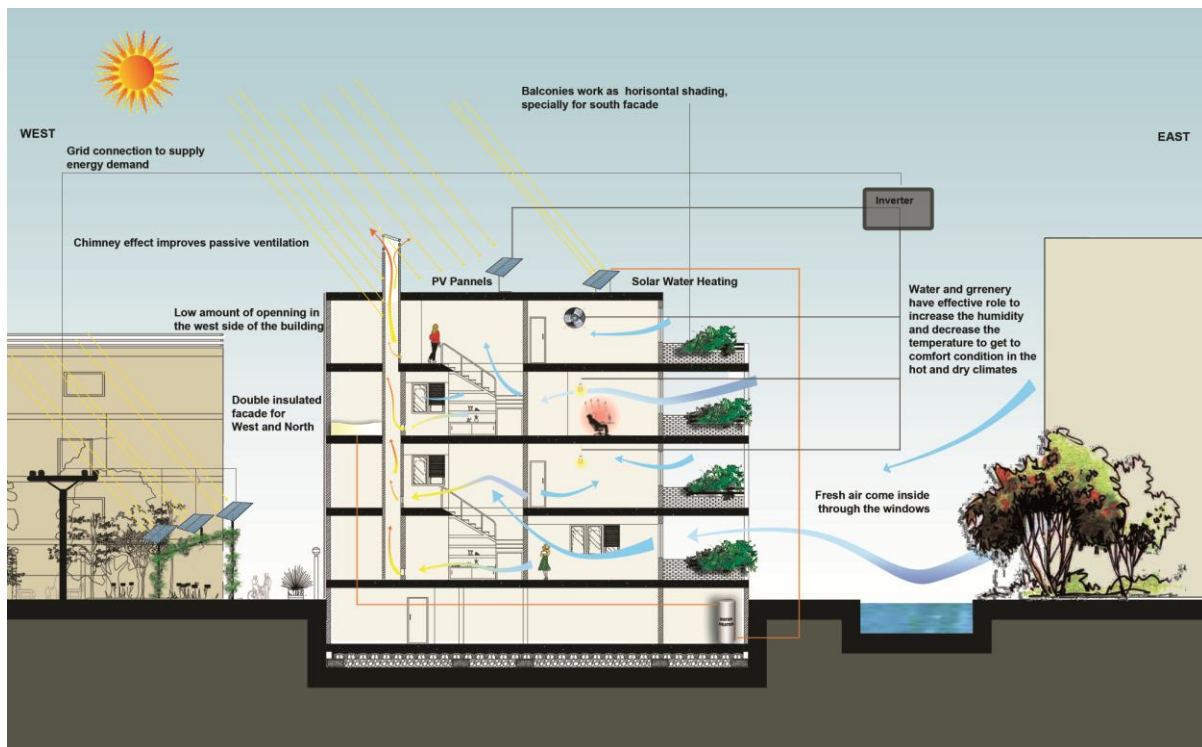 Balconies work as horisontal shading,
specially for south facade
WEST
EAST
Grid connection to supply
energy demand
Inverter
Chimney effect improves passive ventilation
PV Pannels
Solar Water Heating
Low amount of openning in
the west side of the building
Water and grrenery
have effective role to
increase the humidity
and decrease the
temperature to get to
comfort condition in the
hot and dry climates
Double insulated
facade for
West and North
Fresh air come inside
through the windows
WATER
HEATER